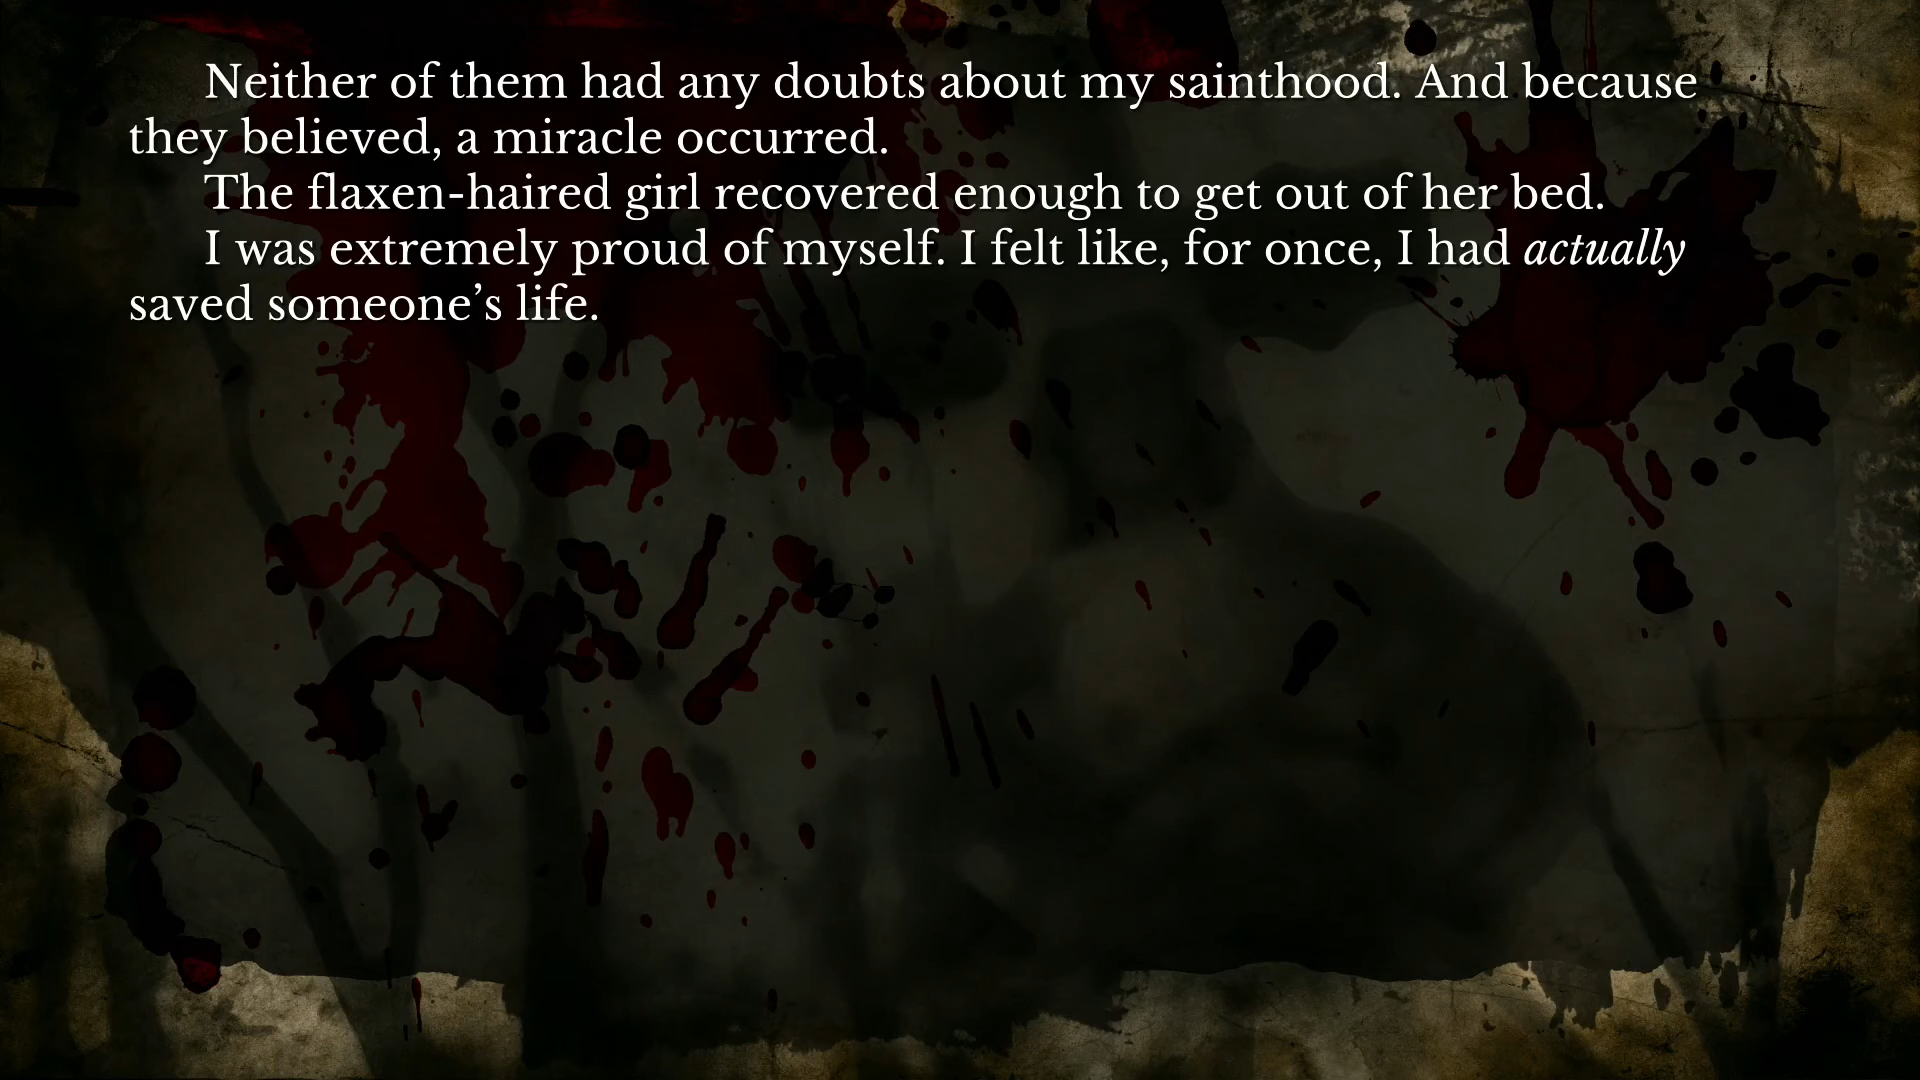 Neither of them had any doubts about my sainthood. And because
they believed, a miracle occurred.
The flaxen-haired girl recovered enough to get out of her bed.
I was extremely proud of myself. I felt like, for once, I had actually
saved someone’s life.